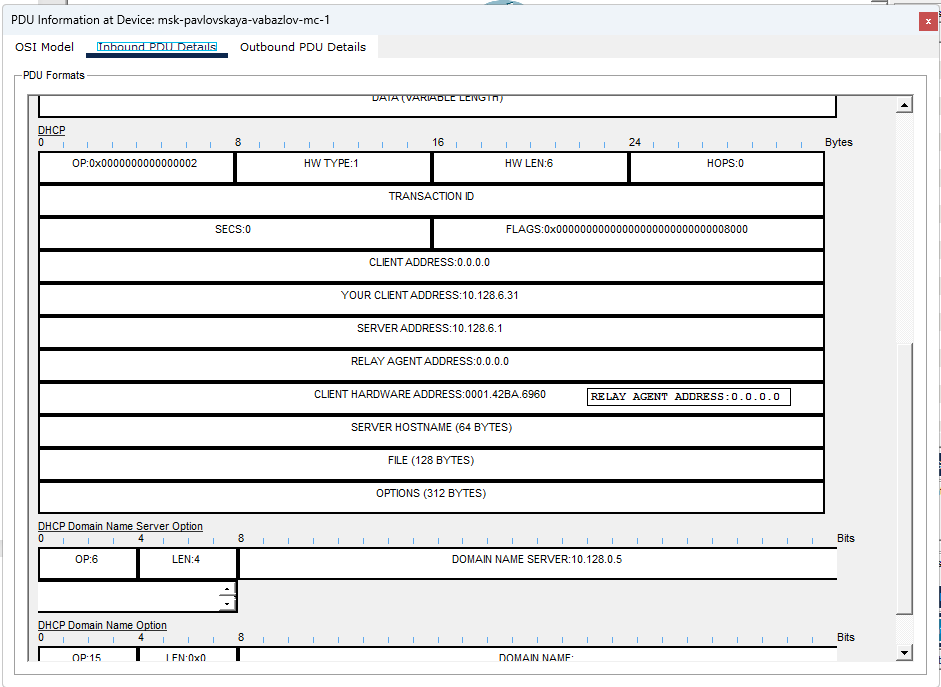 PDU Information at Device: msk-pavlovskaya-vabazlov-mc-1
x
OSI Model Inbound PDU Details Outbound PDU Details
PDU Formats
DATA (VARIABLE LENGTH)
DHCP
0 8 16 24 Bytes
OP:0x0000000000000002 HW TYPE:1 HW LEN:6 HOPS:0
TRANSACTION ID
SECS:0 FLAGS:0x00000000000000000000000000008000
CLIENT ADDRESS:0.0.0.0
YOUR CLIENT ADDRESS:10.128.6.31
SERVER ADDRESS:10.128.6.1
RELAY AGENT ADDRESS:0.0.0.0
CLIENT HARDWARE ADDRESS:0001.42BA.6960 RELAY AGENT ADDRESS:0.0.0.0
SERVER HOSTNAME (64 BYTES)
FILE (128 BYTES)
OPTIONS (312 BYTES)
DHCP Domain Name Server Option
0 4 8 Bits
OP:6 LEN:4 DOMAIN NAME SERVER:10.128.0.5
DHCP Domain Name Option
0 4 8 Bits
OP:15 LEN:0x0 DOMAIN NAME: